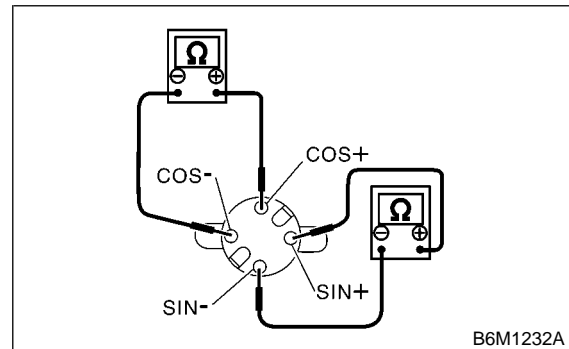 Ω
− +
COS+
COS-
Ω
− +
SIN+
SIN-
B6M1232A